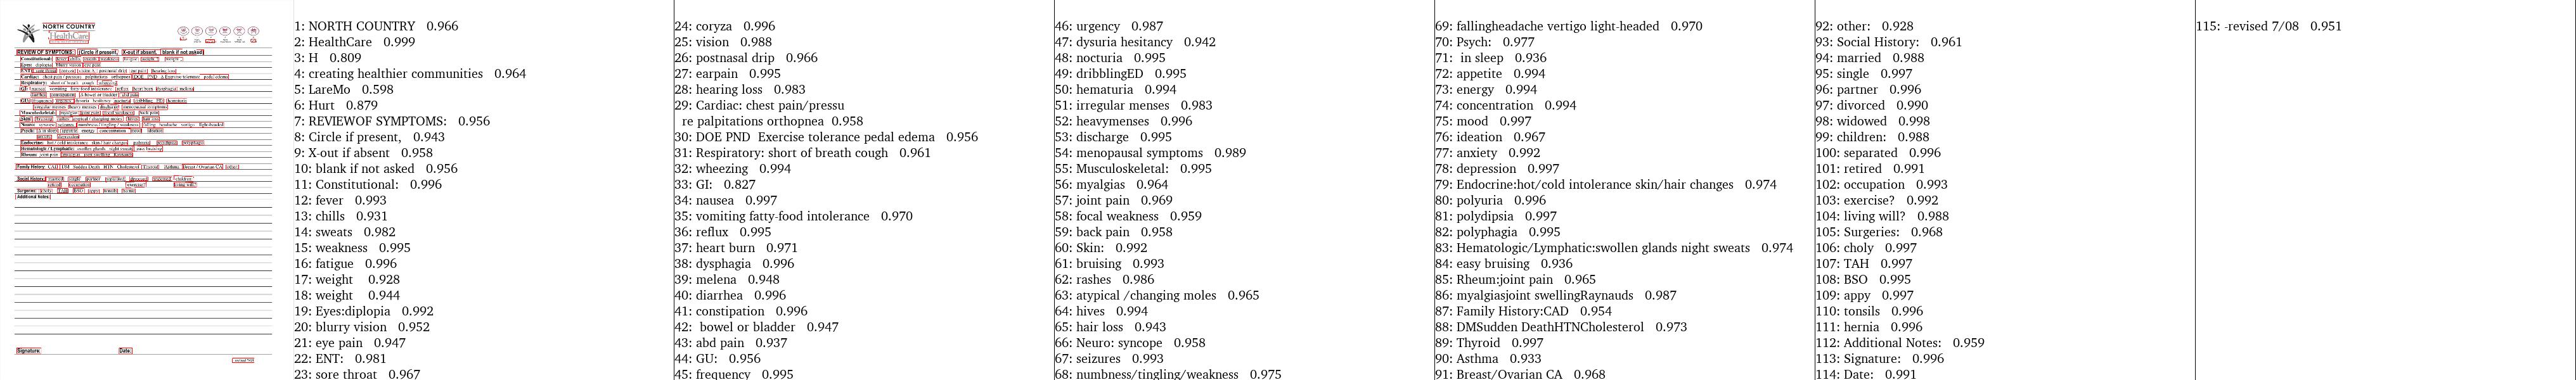 NORTH COUNTRY
HealthCare
REVIEW OF SYMPTOMS: (Circle if present, X-out if absent, blank if not asked)
Additional Notes:
Signature: Date:
1: NORTH COUNTRY 0.966
2: HealthCare 0.999
3: H 0.809
4: creating healthier communities 0.964
5: LareMo 0.598
6: Hurt 0.879
7: REVIEWOF SYMPTOMS: 0.956
8: Circle if present, 0.943
9: X-out if absent 0.958
10: blank if not asked 0.956
11: Constitutional: 0.996
12: fever 0.993
13: chills 0.931
14: sweats 0.982
15: weakness 0.995
16: fatigue 0.996
17: weight 0.928
18: weight 0.944
19: Eyes:diplopia 0.992
20: blurry vision 0.952
21: eye pain 0.947
22: ENT: 0.981
23: sore throat 0.967
24: coryza 0.996
25: vision 0.988
26: postnasal drip 0.966
27: earpain 0.995
28: hearing loss 0.983
29: Cardiac: chest pain/pressu
re palpitations orthopnea 0.958
30: DOE PND Exercise tolerance pedal edema 0.956
31: Respiratory: short of breath cough 0.961
32: wheezing 0.994
33: GI: 0.827
34: nausea 0.997
35: vomiting fatty-food intolerance 0.970
36: reflux 0.995
37: heart burn 0.971
38: dysphagia 0.996
39: melena 0.948
40: diarrhea 0.996
41: constipation 0.996
42: bowel or bladder 0.947
43: abd pain 0.937
44: GU: 0.956
45: frequency 0.995
46: urgency 0.987
47: dysuria hesitancy 0.942
48: nocturia 0.995
49: dribblingED 0.995
50: hematuria 0.994
51: irregular menses 0.983
52: heavymenses 0.996
53: discharge 0.995
54: menopausal symptoms 0.989
55: Musculoskeletal: 0.995
56: myalgias 0.964
57: joint pain 0.969
58: focal weakness 0.959
59: back pain 0.958
60: Skin: 0.992
61: bruising 0.993
62: rashes 0.986
63: atypical /changing moles 0.965
64: hives 0.994
65: hair loss 0.943
66: Neuro: syncope 0.958
67: seizures 0.993
68: numbness/tingling/weakness 0.975
69: fallingheadache vertigo light-headed 0.970
70: Psych: 0.977
71: in sleep 0.936
72: appetite 0.994
73: energy 0.994
74: concentration 0.994
75: mood 0.997
76: ideation 0.967
77: anxiety 0.992
78: depression 0.997
79: Endocrine:hot/cold intolerance skin/hair changes 0.974
80: polyuria 0.996
81: polydipsia 0.997
82: polyphagia 0.995
83: Hematologic/Lymphatic:swollen glands night sweats 0.974
84: easy bruising 0.936
85: Rheum:joint pain 0.965
86: myalgiasjoint swellingRaynauds 0.987
87: Family History:CAD 0.954
88: DMSudden DeathHTNCholesterol 0.973
89: Thyroid 0.997
90: Asthma 0.933
91: Breast/Ovarian CA 0.968
92: other: 0.928
93: Social History: 0.961
94: married 0.988
95: single 0.997
96: partner 0.996
97: divorced 0.990
98: widowed 0.998
99: children: 0.988
100: separated 0.996
101: retired 0.991
102: occupation 0.993
103: exercise? 0.992
104: living will? 0.988
105: Surgeries: 0.968
106: choly 0.997
107: TAH 0.997
108: BSO 0.995
109: appy 0.997
110: tonsils 0.996
111: hernia 0.996
112: Additional Notes: 0.959
113: Signature: 0.996
114: Date: 0.991
115: -revised 7/08 0.951